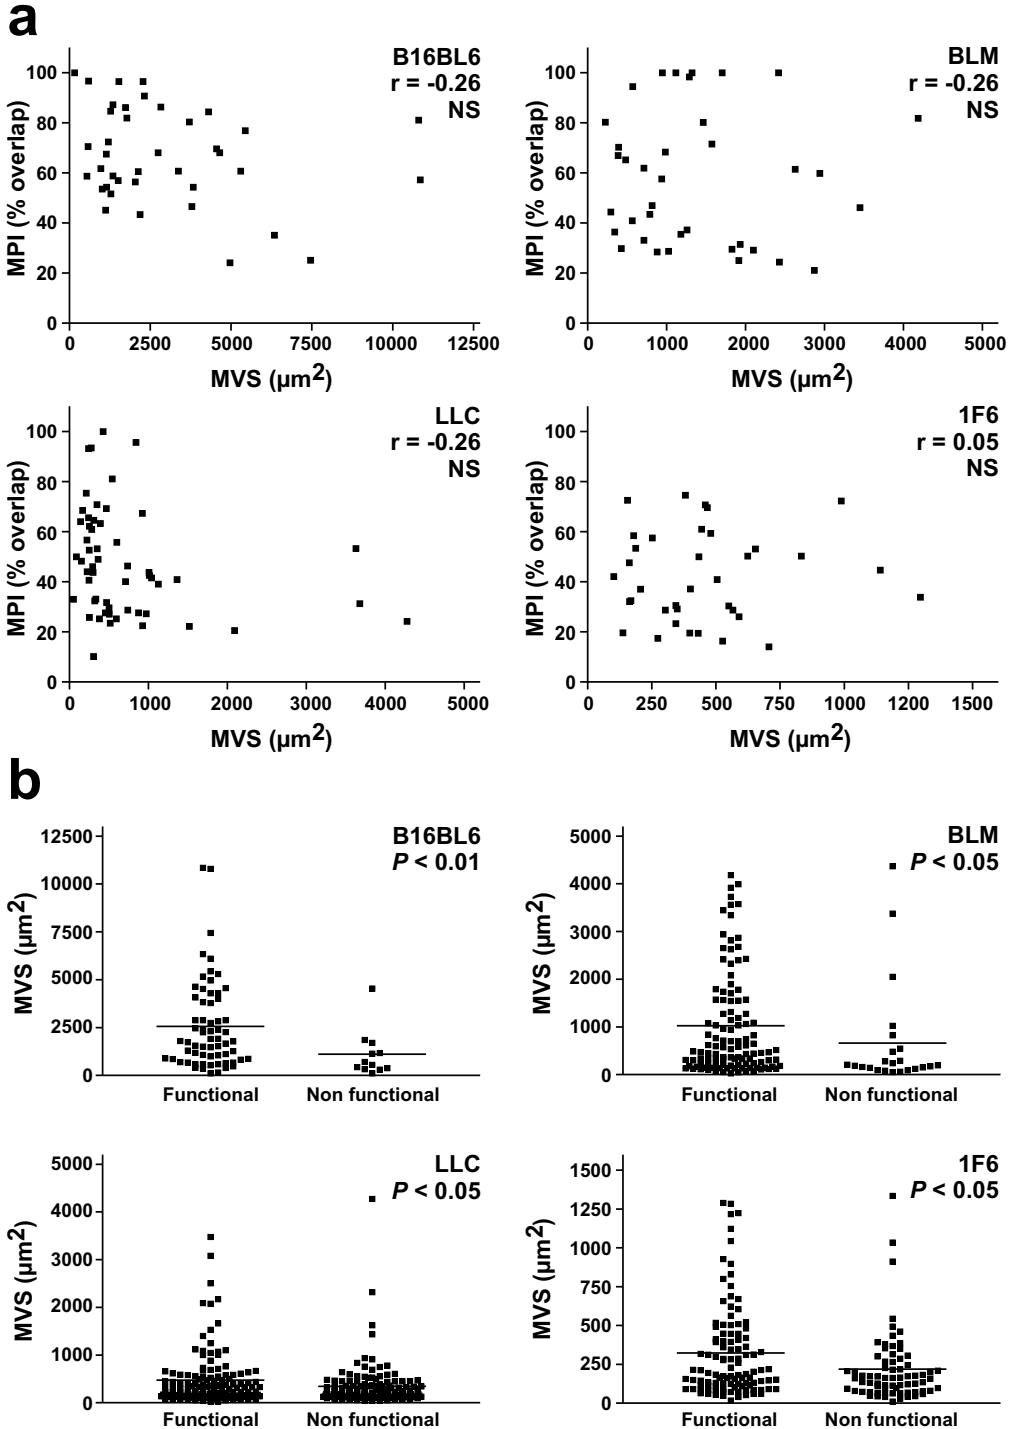 a
B16BL6
r = -0.26
NS
MPI (% overlap)
100
80
60
40
20
0
0 2500 5000 7500 10000 12500
MVS (µm2)
BLM
r = -0.26
NS
MPI (% overlap)
100
80
60
40
20
0
0 1000 2000 3000 4000 5000
MVS (µm2)
LLC
r = -0.26
NS
MPI (% overlap)
100
80
60
40
20
0
0 1000 2000 3000 4000 5000
MVS (µm2)
1F6
r = 0.05
NS
MPI (% overlap)
100
80
60
40
20
0
0 250 500 750 1000 1250 1500
MVS (µm2)
b
B16BL6
P < 0.01
MVS (µm2)
12500
10000
7500
5000
2500
0
Functional Non functional
BLM
P < 0.05
MVS (µm2)
5000
4000
3000
2000
1000
0
Functional Non functional
LLC
P < 0.05
MVS (µm2)
5000
4000
3000
2000
1000
0
Functional Non functional
1F6
P < 0.05
MVS (µm2)
1500
1250
1000
750
500
250
0
Functional Non functional